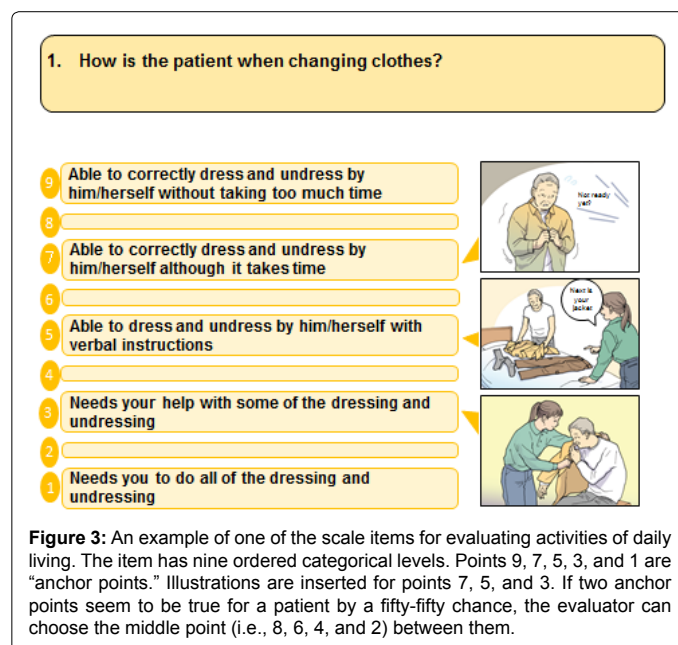 1. How is the patient when changing clothes?
9 Able to correctly dress and undress by
him/herself without taking too much time
Not ready
yet?
8
7 Able to correctly dress and undress by
him/herself although it takes time
6
Next is
your
jacket
5 Able to dress and undress by him/herself with
verbal instructions
4
3 Needs your help with some of the dressing and
undressing
2
1 Needs you to do all of the dressing and
undressing
Figure 3: An example of one of the scale items for evaluating activities of daily
living. The item has nine ordered categorical levels. Points 9, 7, 5, 3, and 1 are
“anchor points.” Illustrations are inserted for points 7, 5, and 3. If two anchor
points seem to be true for a patient by a fifty-fifty chance, the evaluator can
choose the middle point (i.e., 8, 6, 4, and 2) between them.